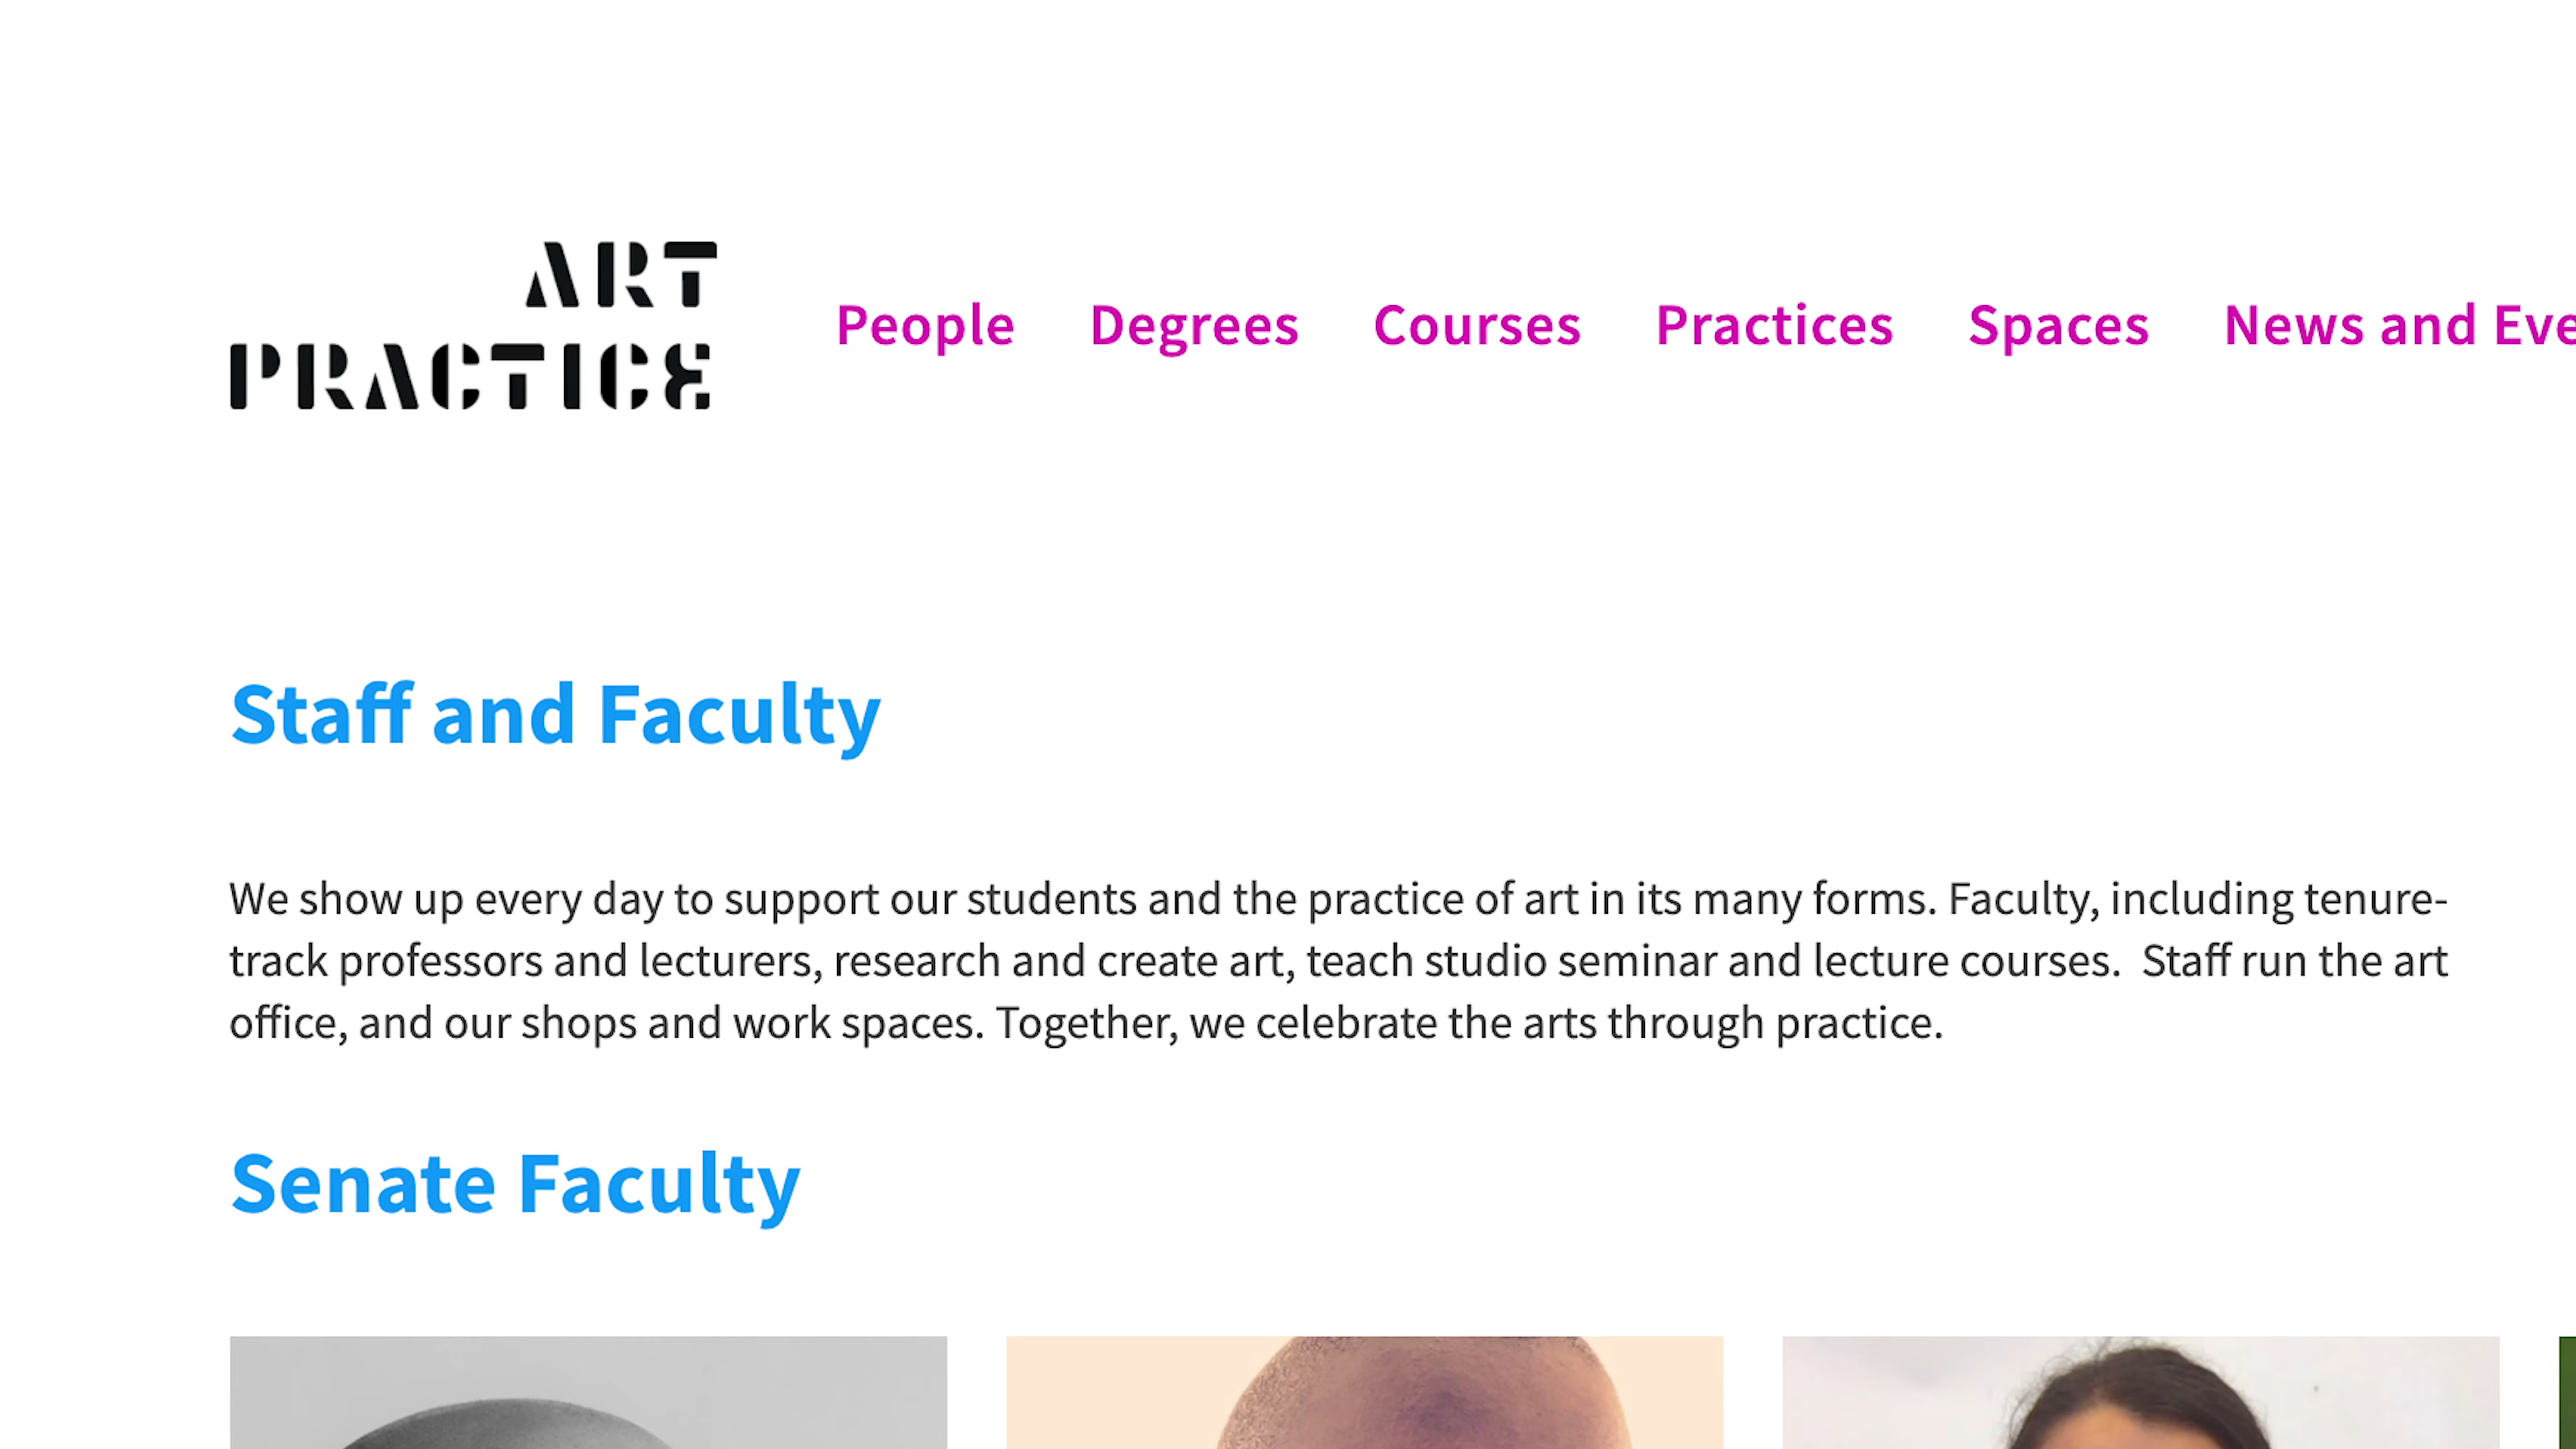 ART
PRACTICE
People Degrees Courses Practices Spaces News and
Staff and Faculty
We show up every day to support our students and the practice of art in its many forms. Faculty, including tenure-
track professors and lecturers, research and create art, teach studio seminar and lecture courses.  Staff run the art
office, and our shops and work spaces. Together, we celebrate the arts through practice.
Senate Faculty